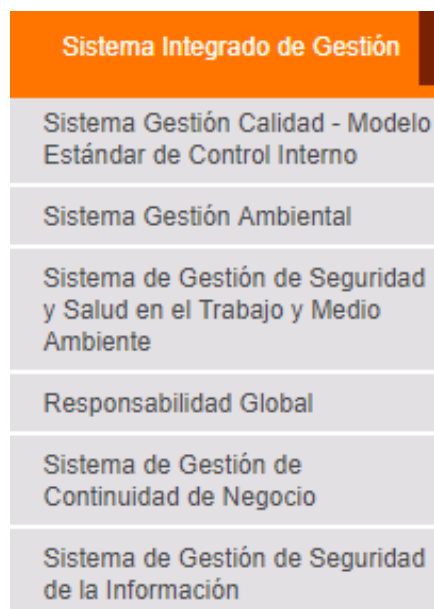 Sistema Integrado de Gestión
Sistema Gestión Calidad - Modelo
Estándar de Control Interno
Sistema Gestión Ambiental
Sistema de Gestión de Seguridad
y Salud en el Trabajo y Medio
Ambiente
Responsabilidad Global
Sistema de Gestión de
Continuidad de Negocio
Sistema de Gestión de Seguridad
de la Información